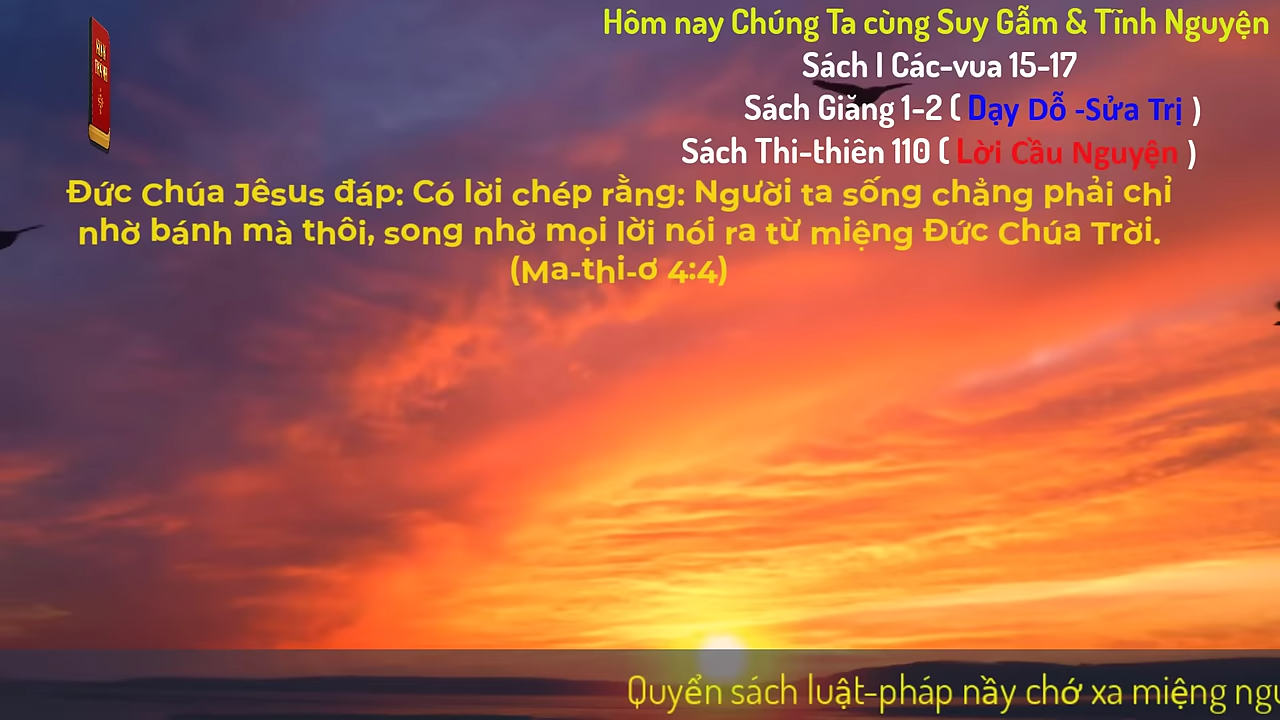 KINH
THÁNH
Hôm nay Chúng Ta cùng Suy Gẫm & Tĩnh Nguyện
Sách I Các-vua 15-17
Sách Giăng 1-2 ( Dạy Dỗ -Sửa Trị )
Sách Thi-thiên 110 ( Lời Cầu Nguyện )
Đức Chúa Jêsus đáp: Có lời chép rằng: Người ta sống chẳng phải chỉ
nhờ bánh mà thôi, song nhờ mọi lời nói ra từ miệng Đức Chúa Trời.
(Ma-thi-ơ 4:4)
Quyển sách luật-pháp nầy chớ xa miệng